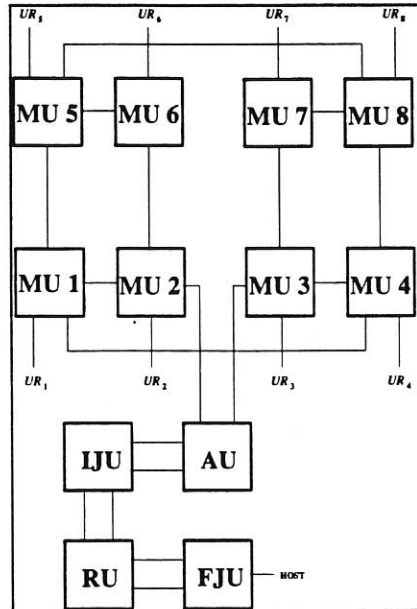 UR5 UR6 UR7 UR8
MU 5 MU 6 MU 7 MU 8
MU 1 MU 2 MU 3 MU 4
UR1 UR2 UR3 UR4
IJU AU
RU FJU HOST